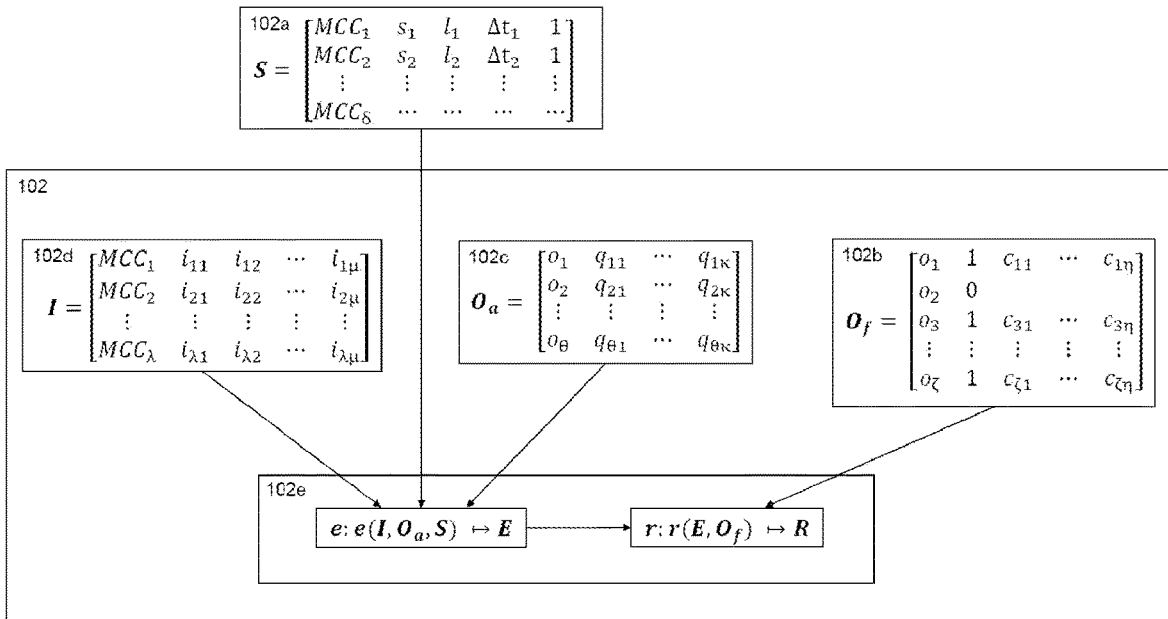 102a
S = [MCC₁ s₁ l₁ Δt₁ 1]
[MCC₂ s₂ l₂ Δt₂ 1]
[⋮ ⋮ ⋮ ⋮ ⋮]
[MCC_δ ⋯ ⋯ ⋯ ⋯]
102
102d
I = [MCC₁ i₁₁ i₁₂ ⋯ i₁μ]
[MCC₂ i₂₁ i₂₂ ⋯ i₂μ]
[⋮ ⋮ ⋮ ⋮ ⋮]
[MCC_λ i_λ1 i_λ2 ⋯ i_λμ]
102c
O_a = [o₁ q₁₁ ⋯ q₁κ]
[o₂ q₂₁ ⋯ q₂κ]
[⋮ ⋮ ⋮ ⋮]
[o_θ q_θ1 ⋯ q_θκ]
102b
O_f = [o₁ 1 c₁₁ ⋯ c₁η]
[o₂ 0]
[o₃ 1 c₃₁ ⋯ c₃η]
[⋮ ⋮ ⋮ ⋮ ⋮]
[o_ζ 1 c_ζ1 ⋯ c_ζη]
102e
e: e(I, O_a, S) ↦ E
r: r(E, O_f) ↦ R